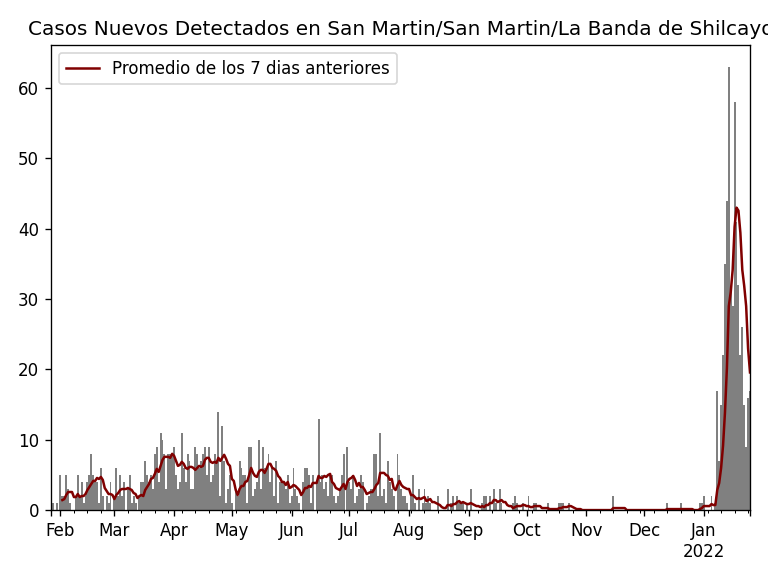 Casos Nuevos Detectados en San Martin/San Martin/La Banda de Shilcayo
Promedio de los 7 dias anteriores
60
50
40
30
20
10
0
Feb Mar Apr May Jun Jul Aug Sep Oct Nov Dec Jan
2022